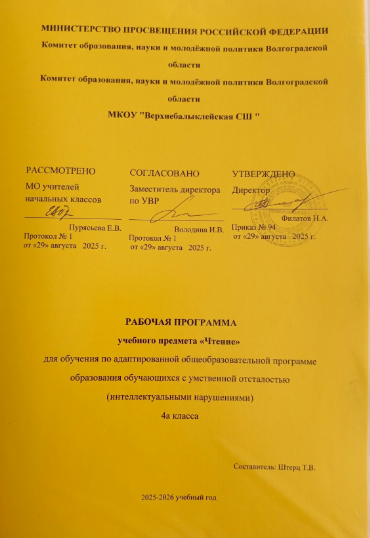 МИНИСТЕРСТВО ПРОСВЕЩЕНИЯ РОССИЙСКОЙ ФЕДЕРАЦИИ
Комитет образования, науки и молодёжной политики Волгоградской
области
Комитет образования, науки и молодёжной политики Волгоградской
области
МКОУ "Верхнебалыклейская СШ "
РАССМОТРЕНО
МО учителей
начальных классов
Пурясьева Е.В.
Протокол № 1
от «29» августа 2025 г.
СОГЛАСОВАНО
Заместитель директора
по УВР
Володина И.В.
Протокол № 1
от «29» августа 2025 г.
УТВЕРЖДЕНО
Директор
Филатов Н.А.
Приказ № 94
от «29» августа 2025 г.
РАБОЧАЯ ПРОГРАММА
учебного предмета «Чтение»
для обучения по адаптированной общеобразовательной программе
образования обучающихся с умственной отсталостью
(интеллектуальными нарушениями)
4а класса
Составитель: Штерц Т.В.
2025-2026 учебный год